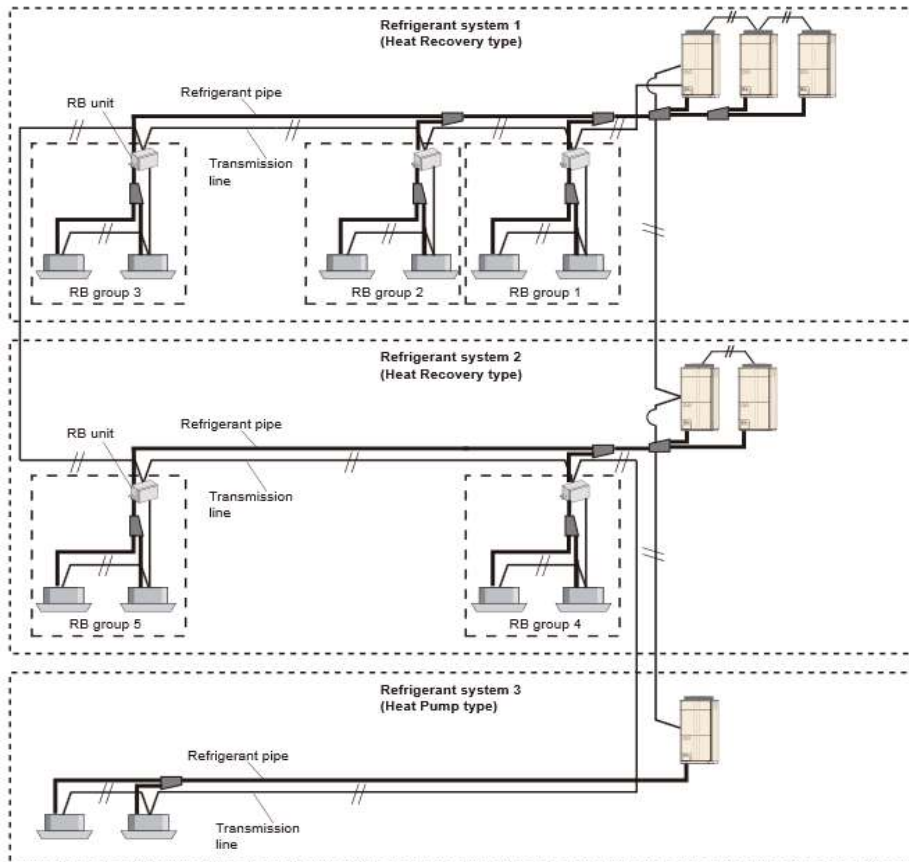 Refrigerant system 1
(Heat Recovery type)
Refrigerant pipe
RB unit
Transmission
line
RB group 3
RB group 2
RB group 1
Refrigerant system 2
(Heat Recovery type)
Refrigerant pipe
RB unit
Transmission
line
RB group 5
RB group 4
Refrigerant system 3
(Heat Pump type)
Refrigerant pipe
Transmission
line